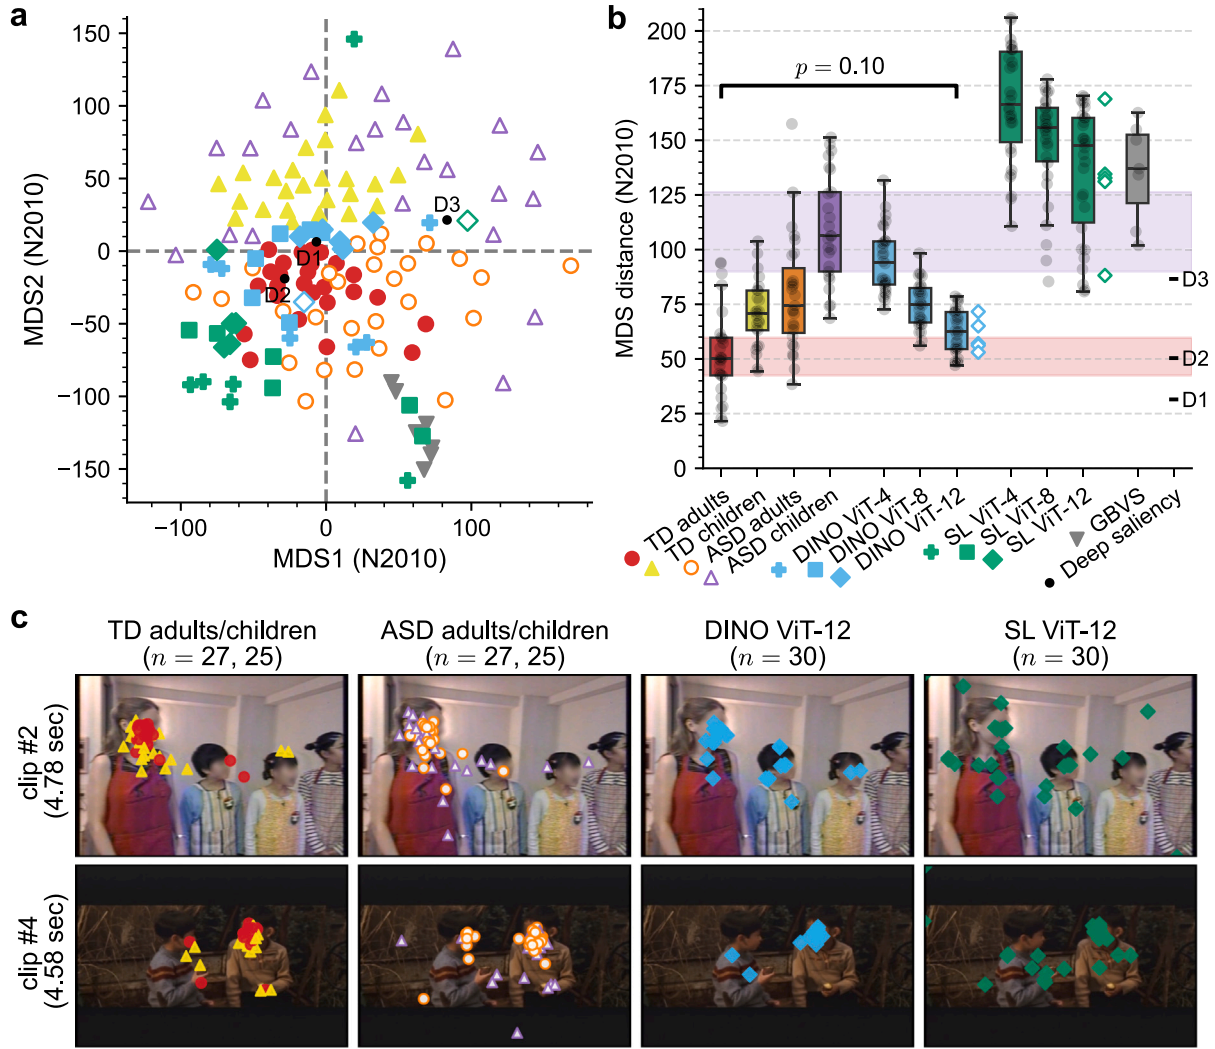 a
150
100
50
0
−50
−100
−150
MDS2 (N2010)
D3
D1
D2
−100
0
100
MDS1 (N2010)
b
200
175
150
125
100
75
50
25
0
MDS distance (N2010)
p = 0.10
D3
D2
D1
TD adults
TD children
ASD adults
ASD children
DINO ViT-4
DINO ViT-8
DINO ViT-12
SL ViT-4
SL ViT-8
SL ViT-12
GBVS
Deep saliency
c
TD adults/children
(n = 27, 25)
ASD adults/children
(n = 27, 25)
DINO ViT-12
(n = 30)
SL ViT-12
(n = 30)
clip #2
(4.78 sec)
clip #4
(4.58 sec)